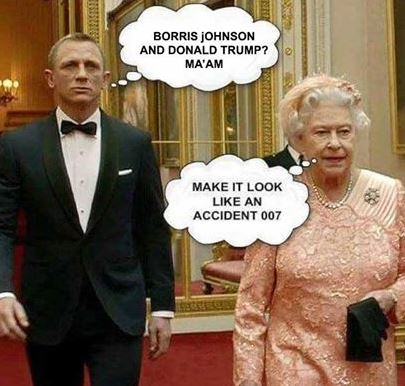 BORRIS jOHNSON
AND DONALD TRUMP?
MA'AM
MAKE IT LOOK
LIKE AN
ACCIDENT 007